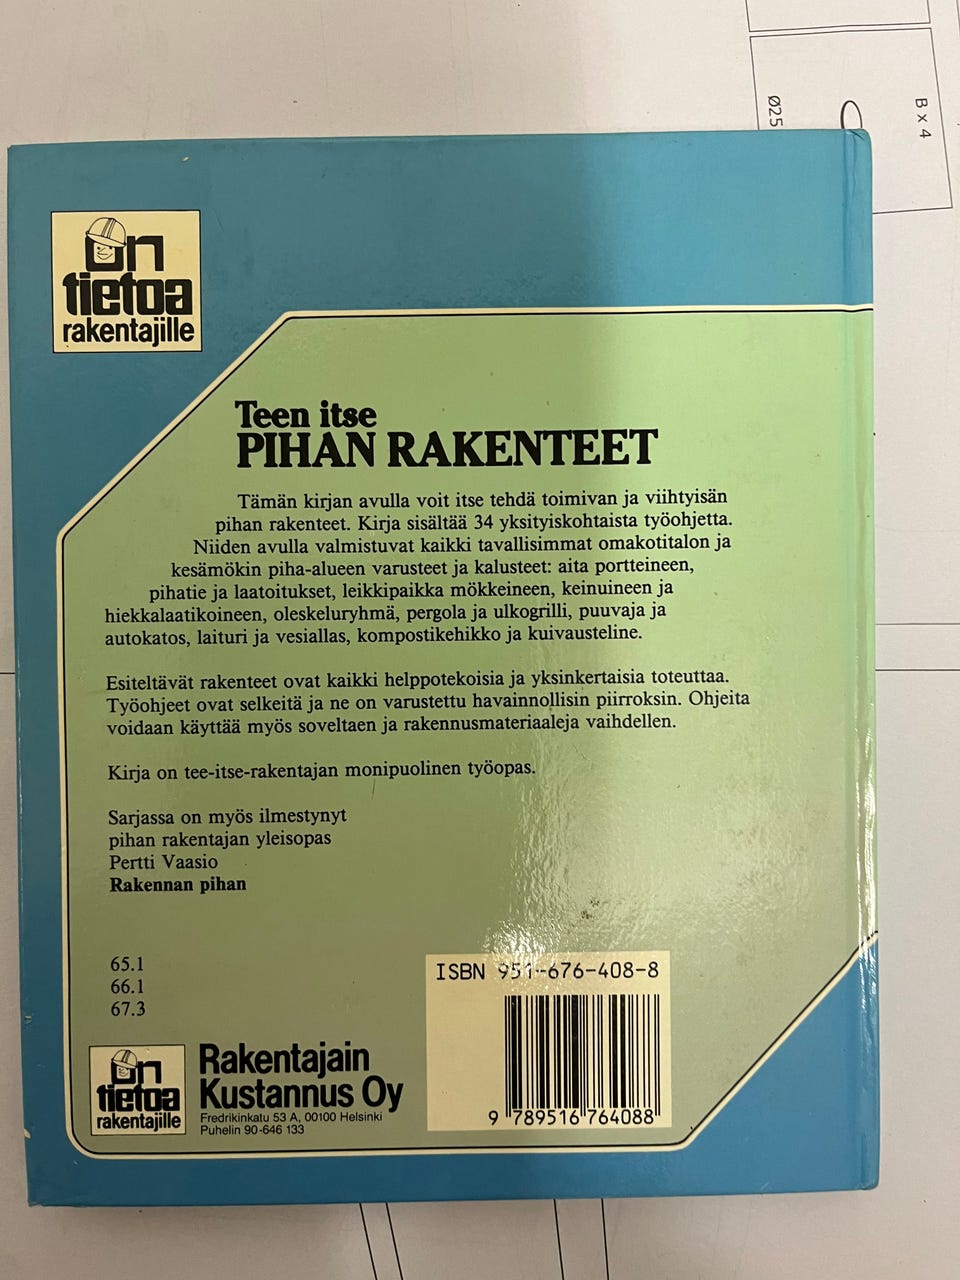 Ø25
B x 4
on
tietoa
rakentajille
Teen itse
PIHAN RAKENTEET
Tämän kirjan avulla voit itse tehdä toimivan ja viihtyisän
pihan rakenteet. Kirja sisältää 34 yksityiskohtaista työohjetta.
Niiden avulla valmistuvat kaikki tavallisimmat omakotitalon ja
kesämökin piha-alueen varusteet ja kalusteet: aita portteineen,
pihatie ja laatoitukset, leikkipaikka mökkeineen, keinuineen ja
hiekkalaatikoineen, oleskeluryhmä, pergola ja ulkogrilli, puuvaja ja
autokatos, laituri ja vesiallas, kompostikehikko ja kuivausteline.
Esiteltävät rakenteet ovat kaikki helppotekoisia ja yksinkertaisia toteuttaa.
Työohjeet ovat selkeitä ja ne on varustettu havainnollisin piirroksin. Ohjeita
voidaan käyttää myös soveltaen ja rakennusmateriaaleja vaihdellen.
Kirja on tee-itse-rakentajan monipuolinen työopas.
Sarjassa on myös ilmestynyt
pihan rakentajan yleisopas
Pertti Vaasio
Rakennan pihan
65.1
66.1
67.3
ISBN 951-676-408-8
9 789516 764088
on
tietoa
rakentajille
Rakentajain
Kustannus Oy
Fredrikinkatu 53 A, 00100 Helsinki
Puhelin 90-646 133